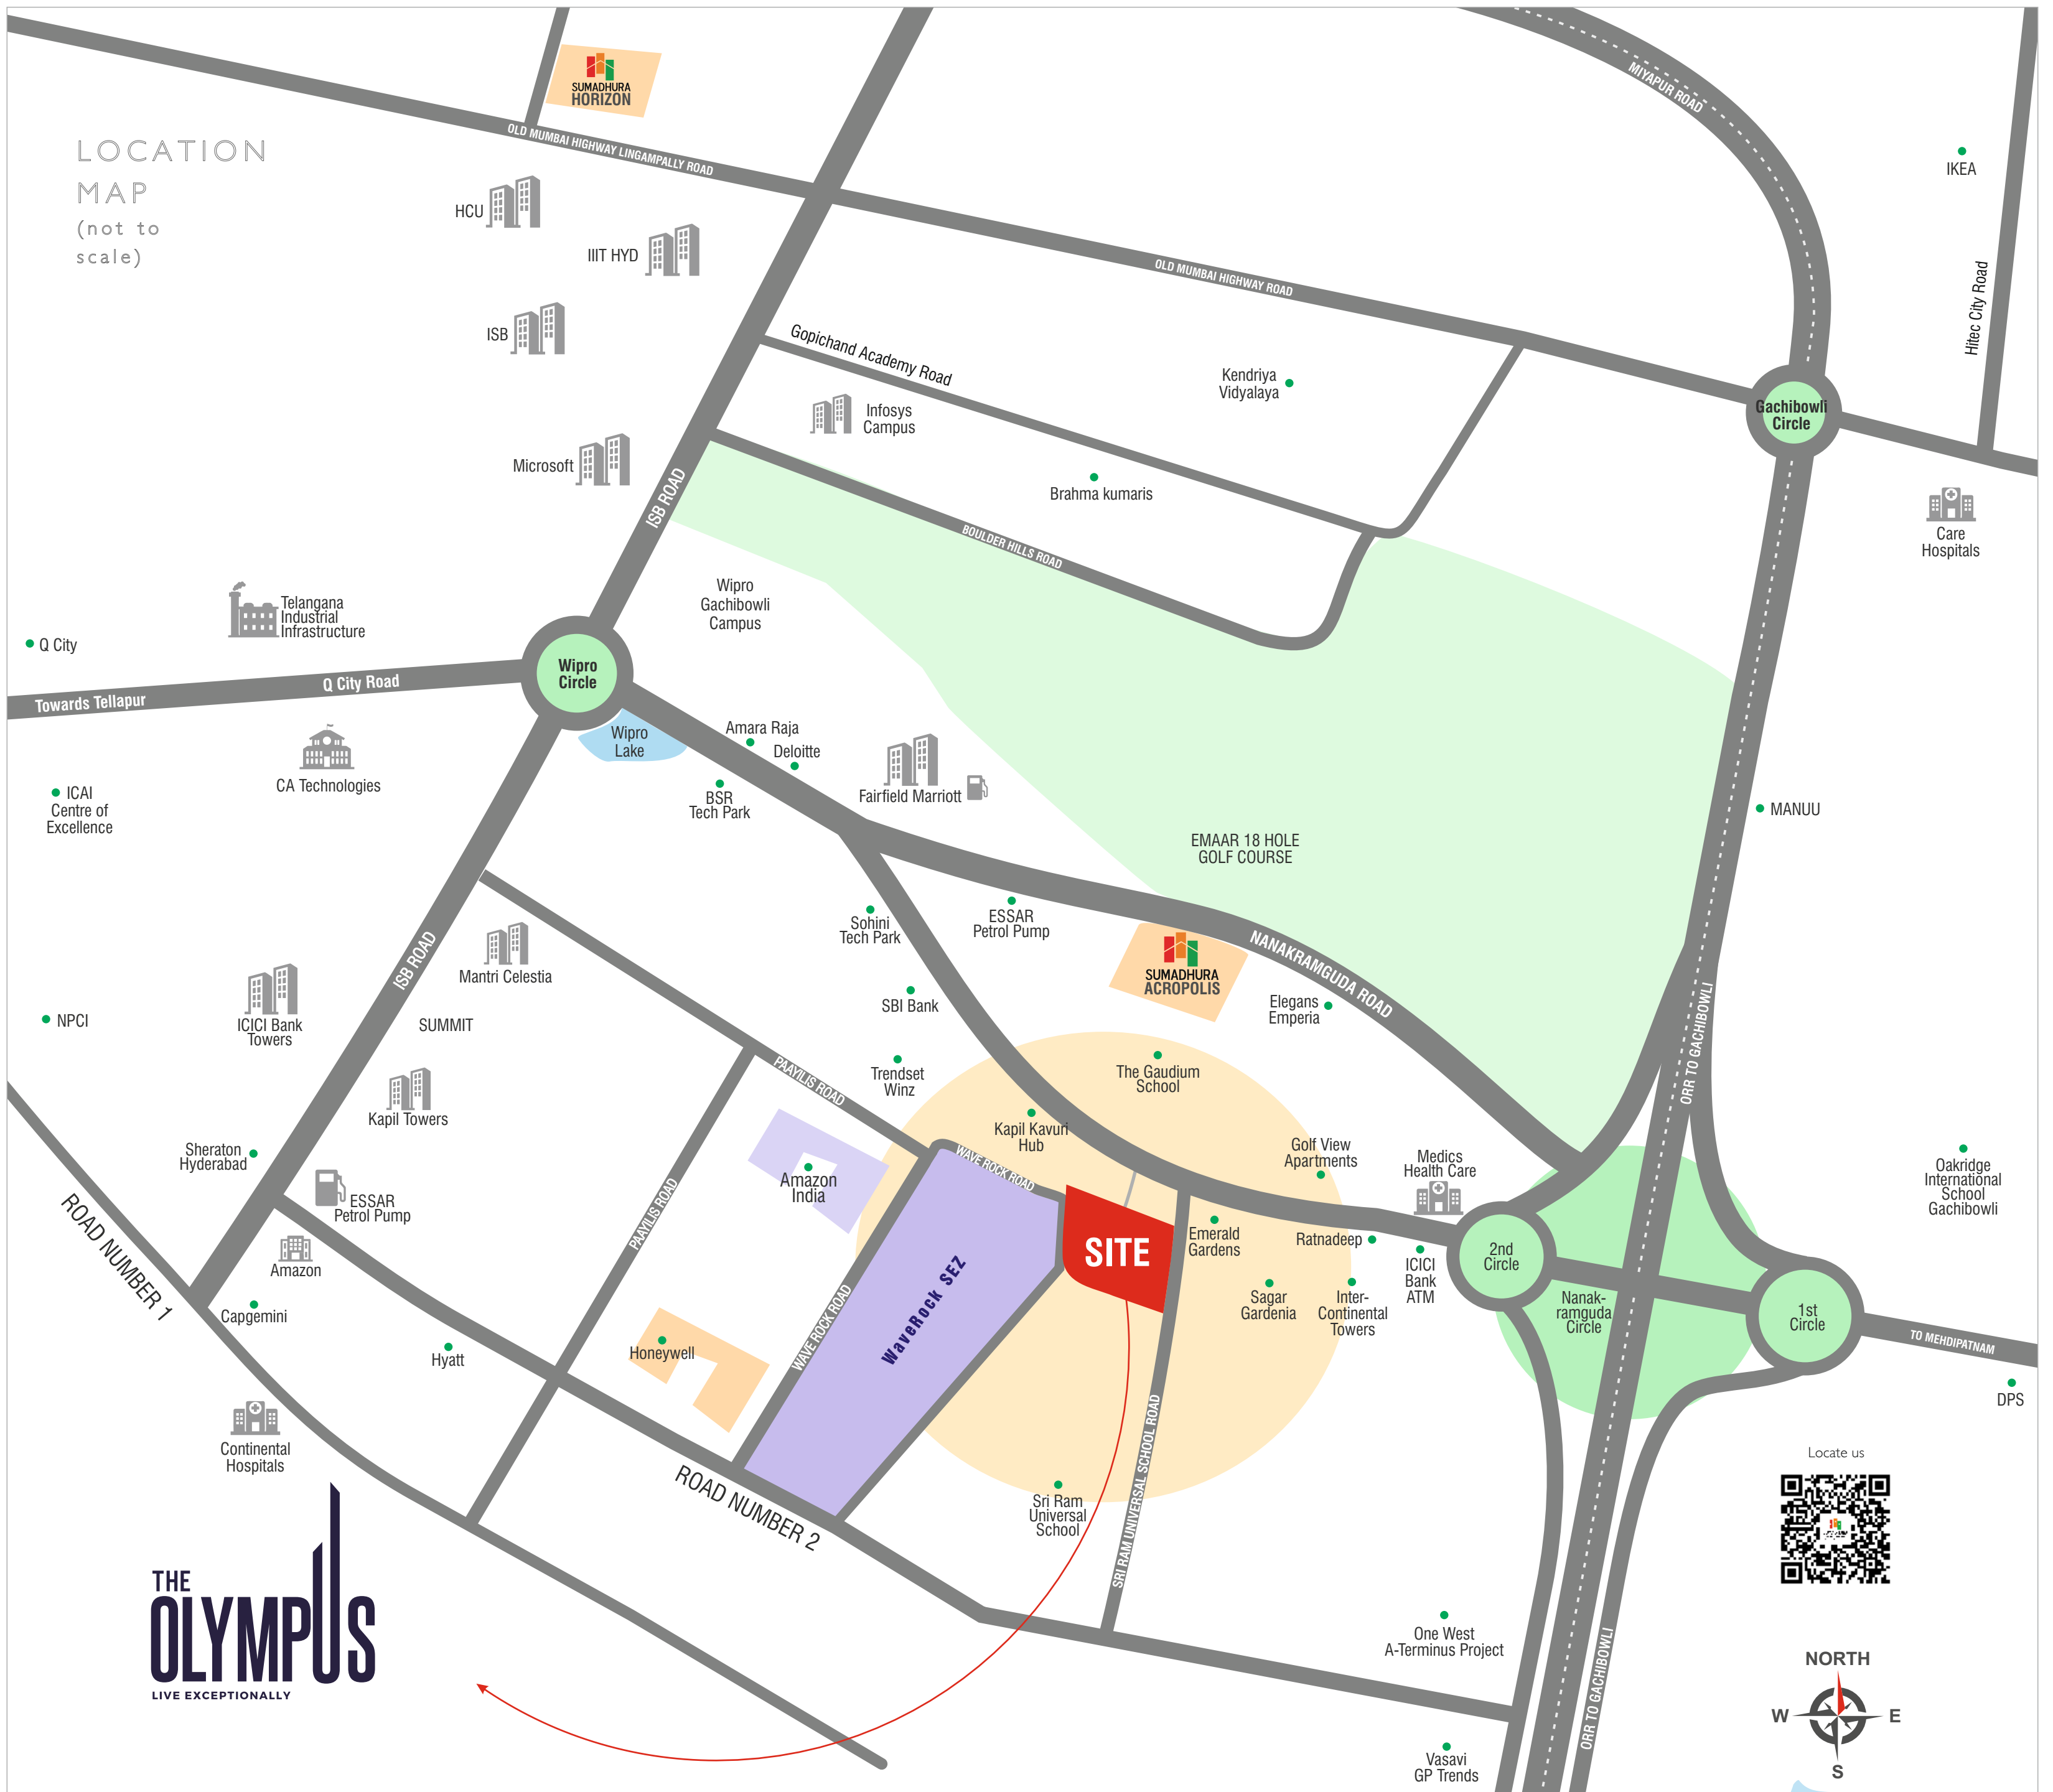 LOCATION
MAP
(not to
scale)
SUMADHURA
HORIZON
OLD MUMBAI HIGHWAY LINGAMPALLY ROAD
MIYAPUR ROAD
IKEA
HCU
IIIT HYD
OLD MUMBAI HIGHWAY ROAD
Hitec City Road
ISB
Gopichand Academy Road
Kendriya
Vidyalaya
Gachibowli
Circle
Infosys
Campus
Microsoft
ISB ROAD
Brahma kumaris
BOULDER HILLS ROAD
Care
Hospitals
Wipro
Gachibowli
Campus
Telangana
Industrial
Infrastructure
Q City
Q City Road
Towards Tellapur
Wipro
Circle
Wipro
Lake
Amara Raja
Deloitte
BSR
Tech Park
Fairfield Marriott
CA Technologies
ICAI
Centre of
Excellence
EMAAR 18 HOLE
GOLF COURSE
MANUU
Sohini
Tech Park
ESSAR
Petrol Pump
SUMADHURA
ACROPOLIS
NANAKRAMGUDA ROAD
ISB ROAD
Mantri Celestia
SBI Bank
Elegans
Emperia
NPCI
ICICI Bank
Towers
SUMMIT
ORR TO GACHIBOWLI
PAAYILIS ROAD
Trendset
Winz
The Gaudium
School
Kapil Towers
Kapil Kavuri
Hub
Sheraton
Hyderabad
WAVE ROCK ROAD
Golf View
Apartments
Medics
Health Care
Oakridge
International
School
Gachibowli
Amazon
India
ESSAR
Petrol Pump
ROAD NUMBER 1
PAAYILIS ROAD
SITE
Emerald
Gardens
Ratnadeep
ICICI
Bank
ATM
2nd
Circle
Amazon
Capgemini
WaveRock SEZ
Sagar
Gardenia
Inter-
Continental
Towers
Nanak-
ramguda
Circle
1st
Circle
TO MEHDIPATNAM
Hyatt
Honeywell
WAVE ROCK ROAD
DPS
Continental
Hospitals
ROAD NUMBER 2
Sri Ram
Universal
School
SRI RAM UNIVERSAL SCHOOL ROAD
Locate us
THE
OLYMPUS
LIVE EXCEPTIONALLY
One West
A-Terminus Project
ORR TO GACHIBOWLI
NORTH
W
E
S
Vasavi
GP Trends